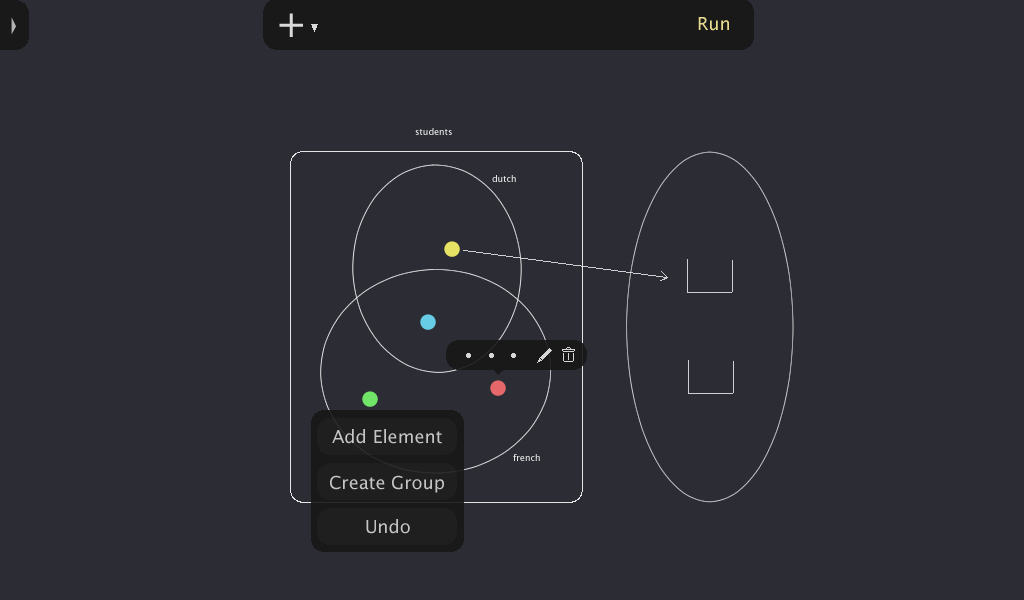 Run
students
dutch
Add Element
french
Create Group
Undo